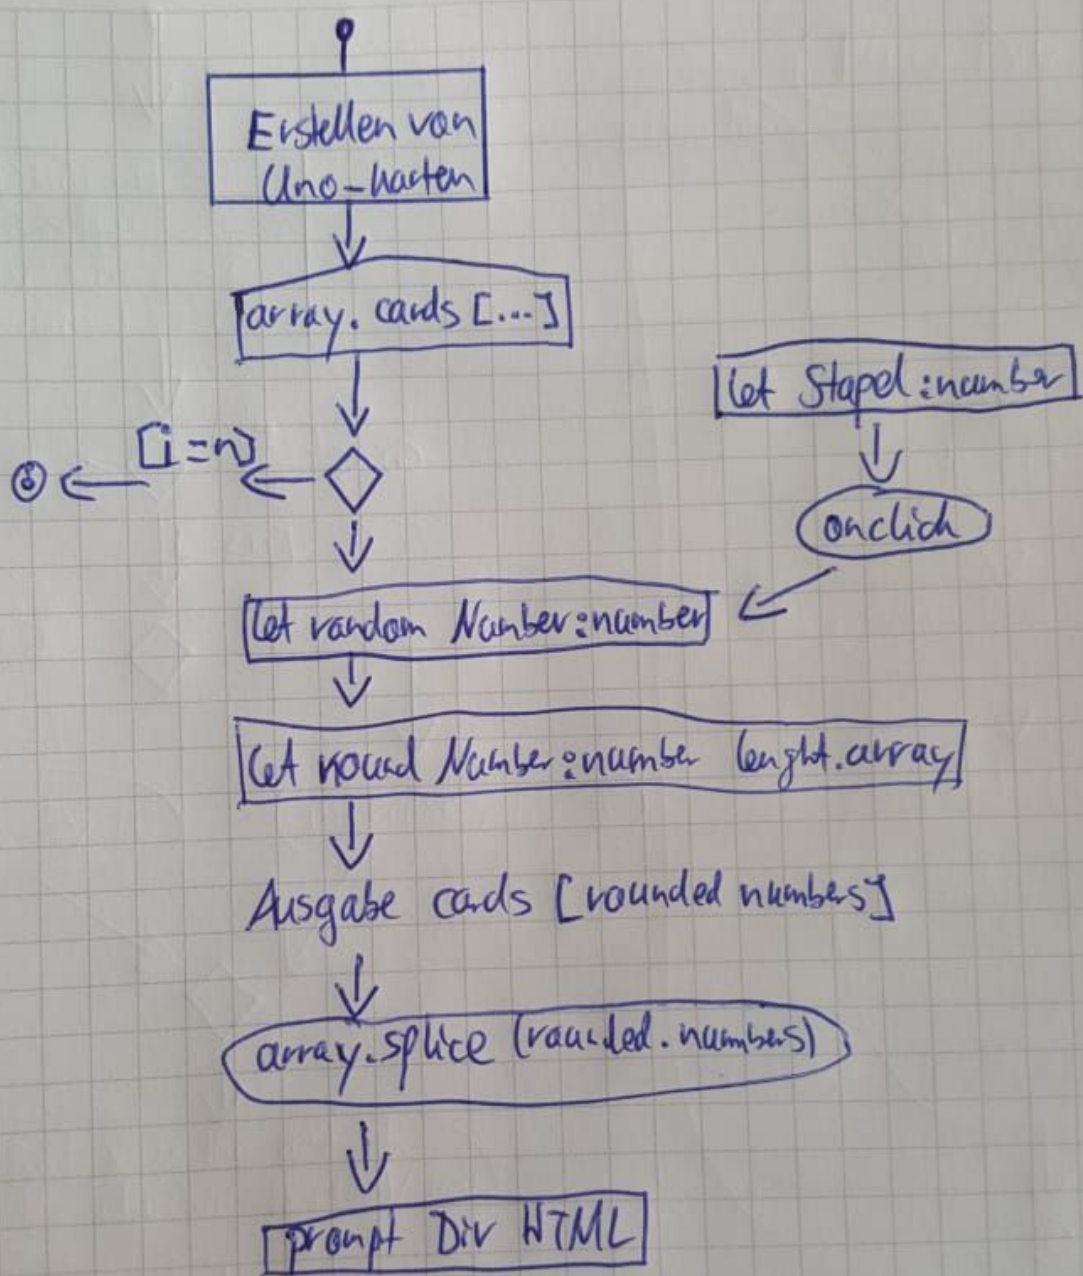 Erstellen von
Uno-Karten
array. cards [...]
let Stapel :number
[i=n]
onclick
let random Number:number
let round Number:number lenght.array
Ausgabe cards [rounded numbers]
array.splice (rounded.numbers)
prompt Div HTML